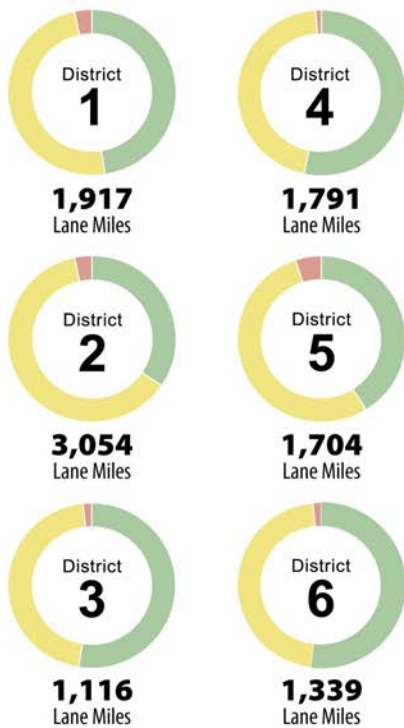 District
1
1,917
Lane Miles
District
4
1,791
Lane Miles
District
2
3,054
Lane Miles
District
5
1,704
Lane Miles
District
3
1,116
Lane Miles
District
6
1,339
Lane Miles